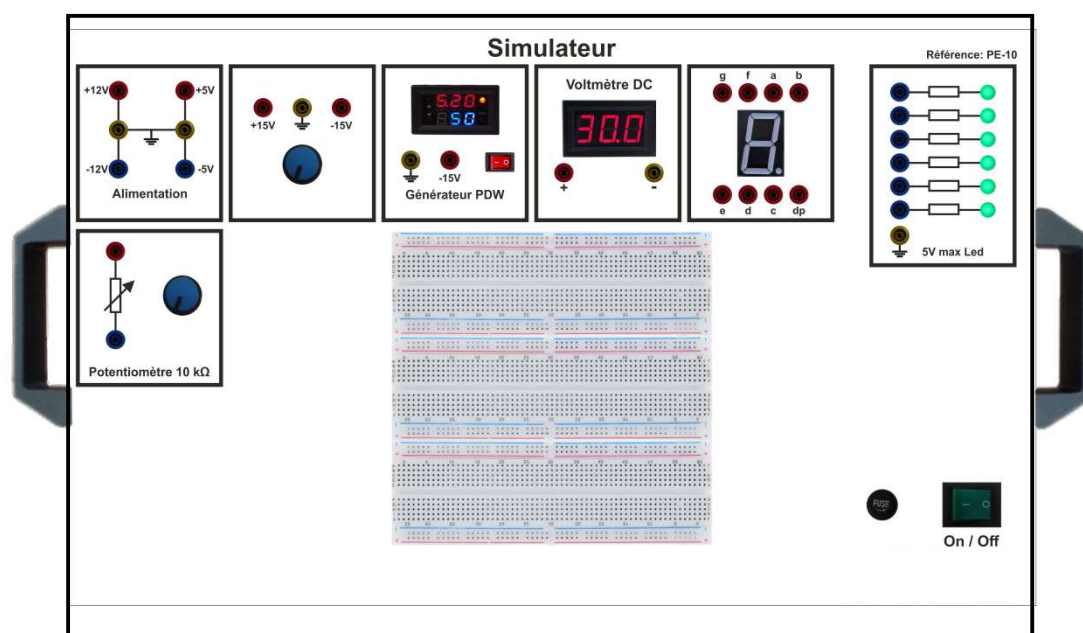 Simulateur
Référence: PE-10
+12V
+5V
-12V
-5V
Alimentation
+15V
-15V
5.20
50
-15V
Générateur PDW
Voltmètre DC
30.0
+
-
g f a b
e d c dp
5V max Led
Potentiomètre 10 kΩ
FUSE
On / Off